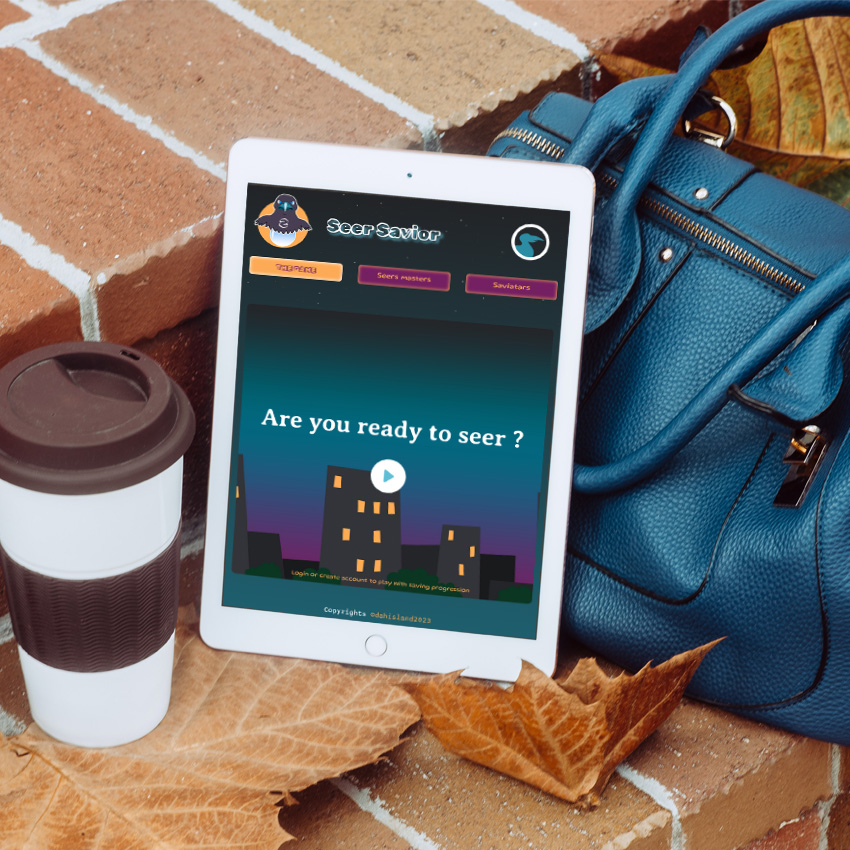 Seer Savior
THE GAME
Seers masters
Saviatars
Are you ready to seer ?
Login or create account to play with saving progression
Copyrights ©dahisland2023